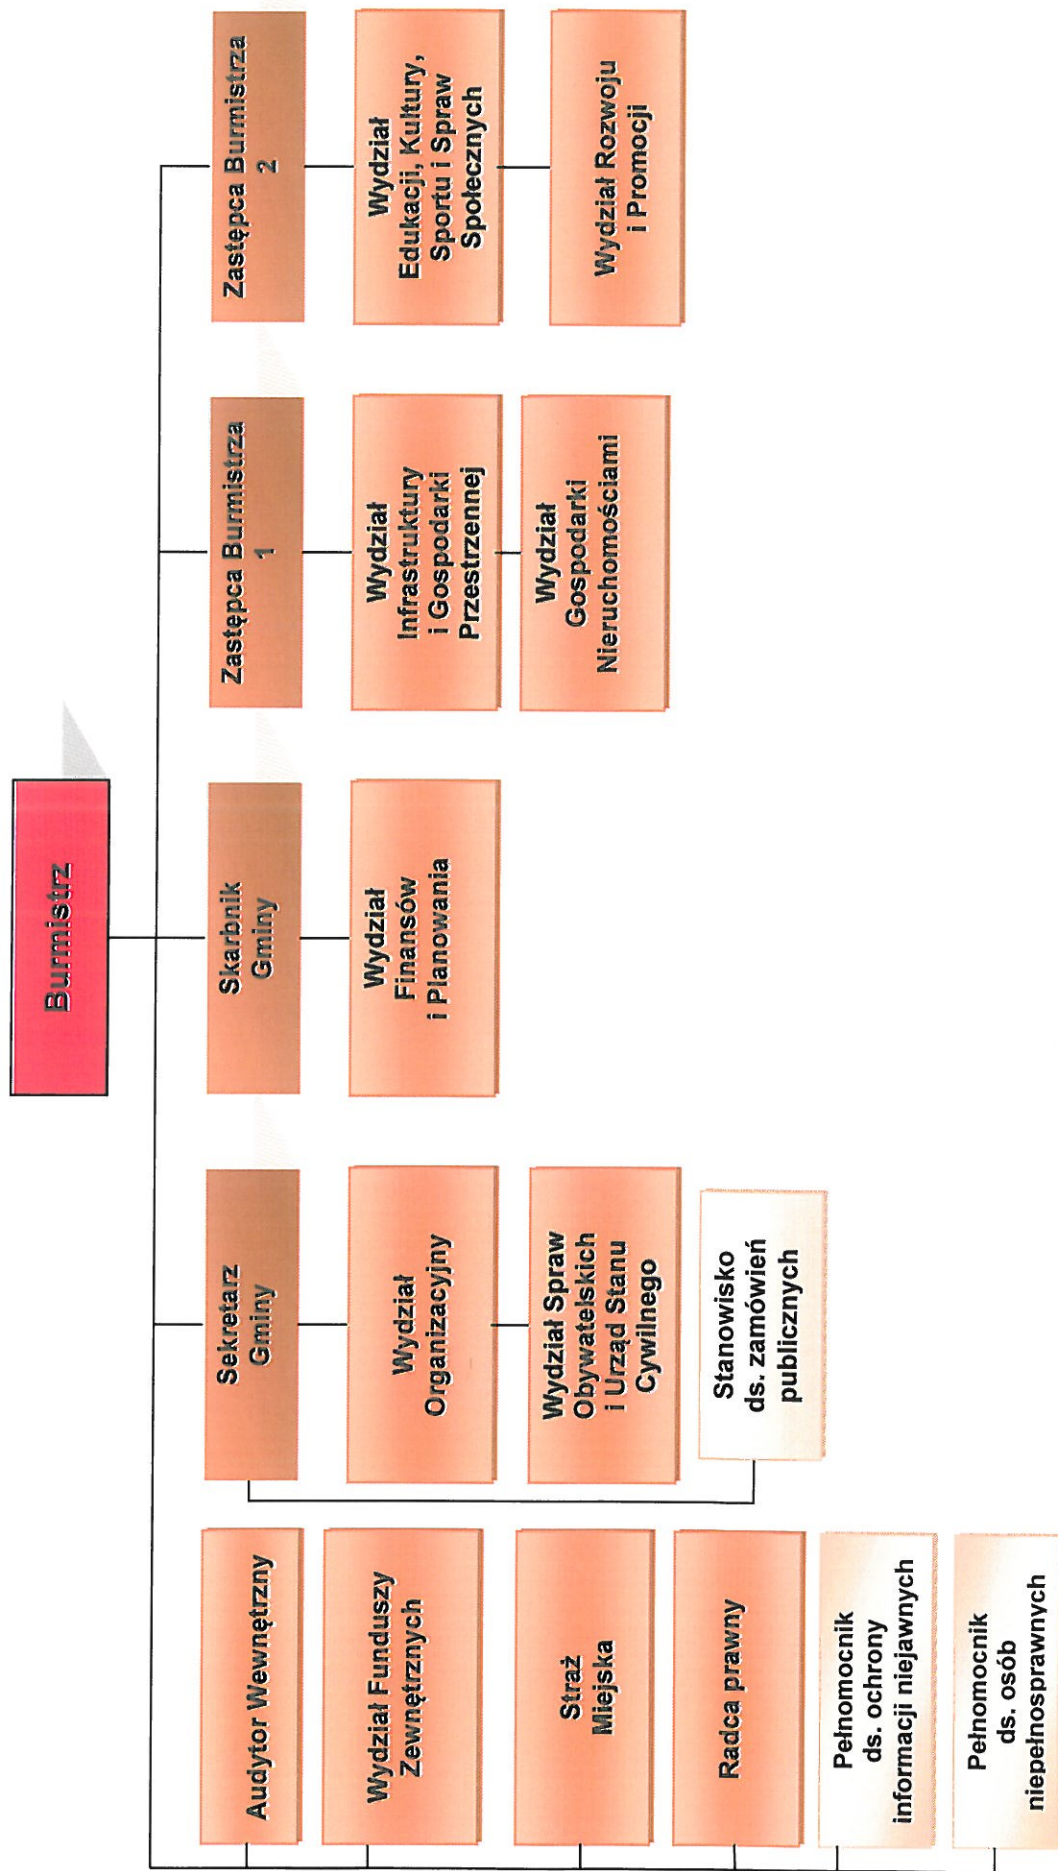 Burmistrz
Audytor Wewnętrzny
Wydział Funduszy
Zewnętrznych
Straż
Miejska
Radca prawny
Pełnomocnik
ds. ochrony
informacji niejawnych
Pełnomocnik
ds. osób
niepełnosprawnych
Sekretarz
Gminy
Wydział
Organizacyjny
Wydział Spraw
Obywatelskich
i Urząd Stanu
Cywilnego
Stanowisko
ds. zamówień
publicznych
Skarbnik
Gminy
Wydział
Finansów
i Planowania
Zastępca Burmistrza
1
Wydział
Infrastruktury
i Gospodarki
Przestrzennej
Wydział
Gospodarki
Nieruchomościami
Zastępca Burmistrza
2
Wydział
Edukacji, Kultury,
Sportu i Spraw
Społecznych
Wydział Rozwoju
i Promocji